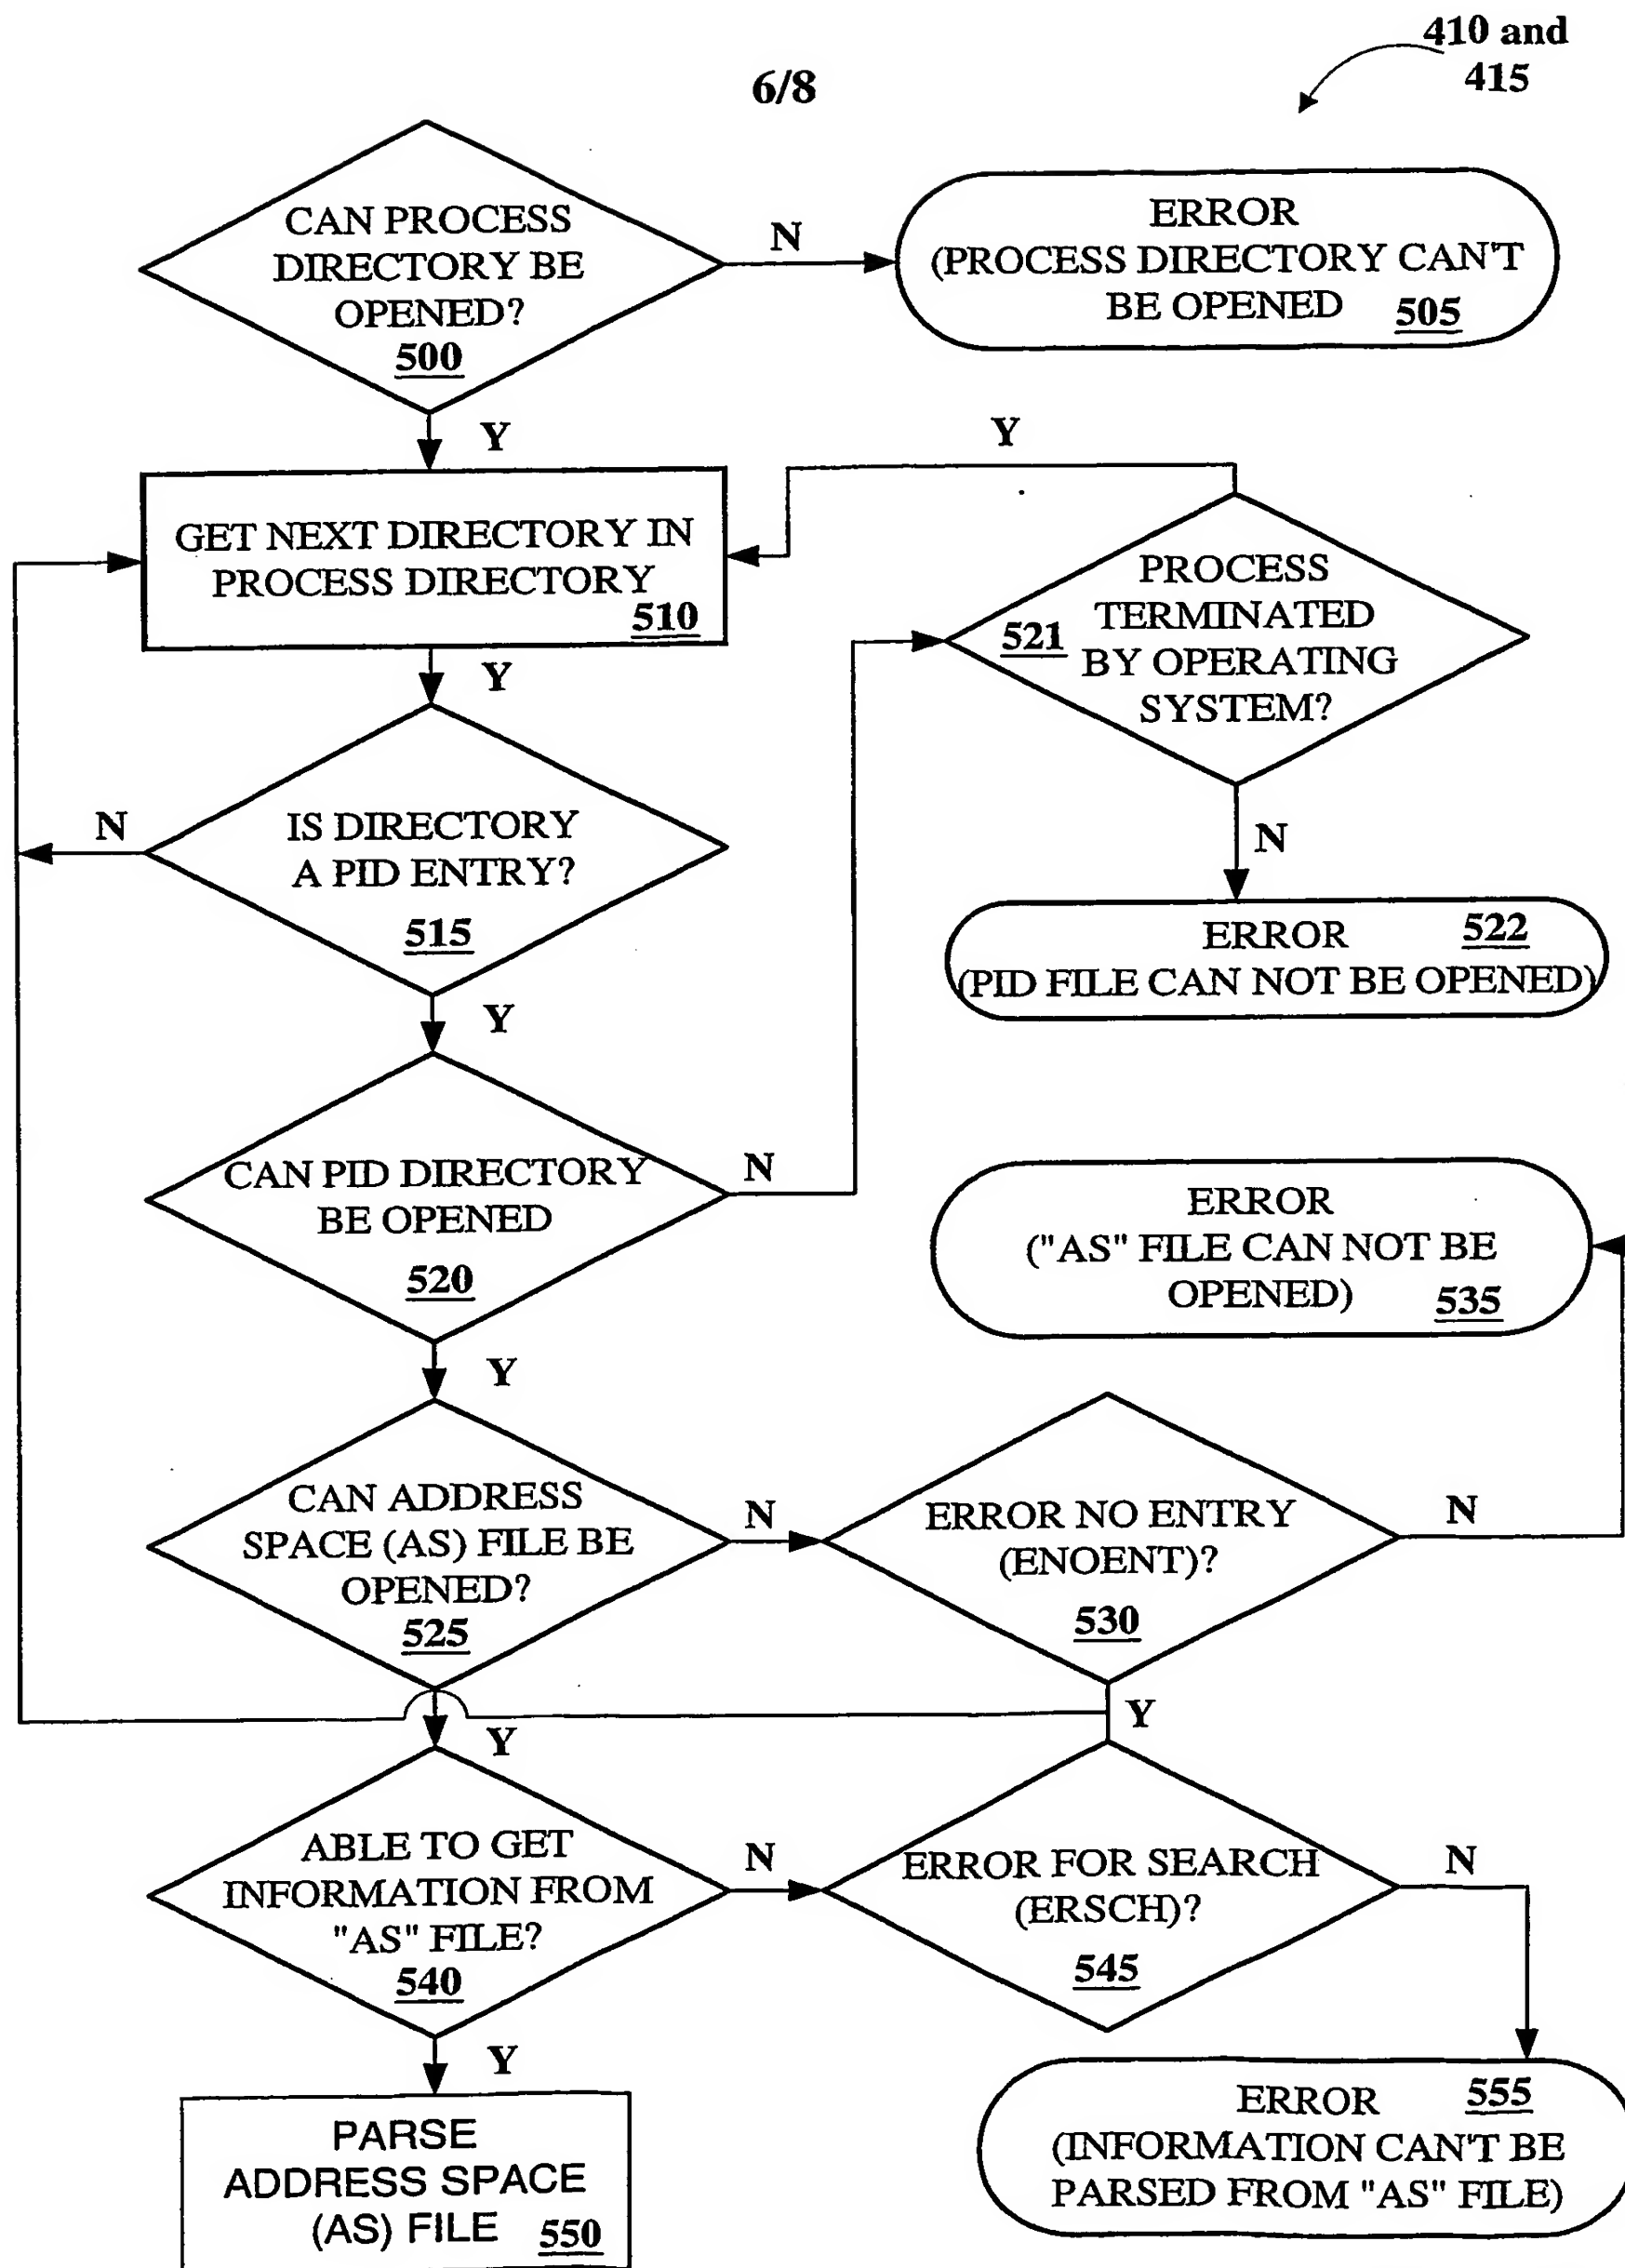 410 and
415
6/8
CAN PROCESS
DIRECTORY BE
OPENED?
500
N
ERROR
(PROCESS DIRECTORY CAN'T
BE OPENED 505
Y
Y
GET NEXT DIRECTORY IN
PROCESS DIRECTORY
510
PROCESS
TERMINATED
521
BY OPERATING
SYSTEM?
Y
N
IS DIRECTORY
A PID ENTRY?
515
N
ERROR 522
(PID FILE CAN NOT BE OPENED)
Y
CAN PID DIRECTORY
BE OPENED
520
N
ERROR
("AS" FILE CAN NOT BE
OPENED) 535
Y
CAN ADDRESS
SPACE (AS) FILE BE
OPENED?
525
N
ERROR NO ENTRY
(ENOENT)?
530
N
Y
Y
ABLE TO GET
INFORMATION FROM
"AS" FILE?
540
N
ERROR FOR SEARCH
(ERSCH)?
545
N
Y
PARSE
ADDRESS SPACE
(AS) FILE 550
ERROR 555
(INFORMATION CAN'T BE
PARSED FROM "AS" FILE)